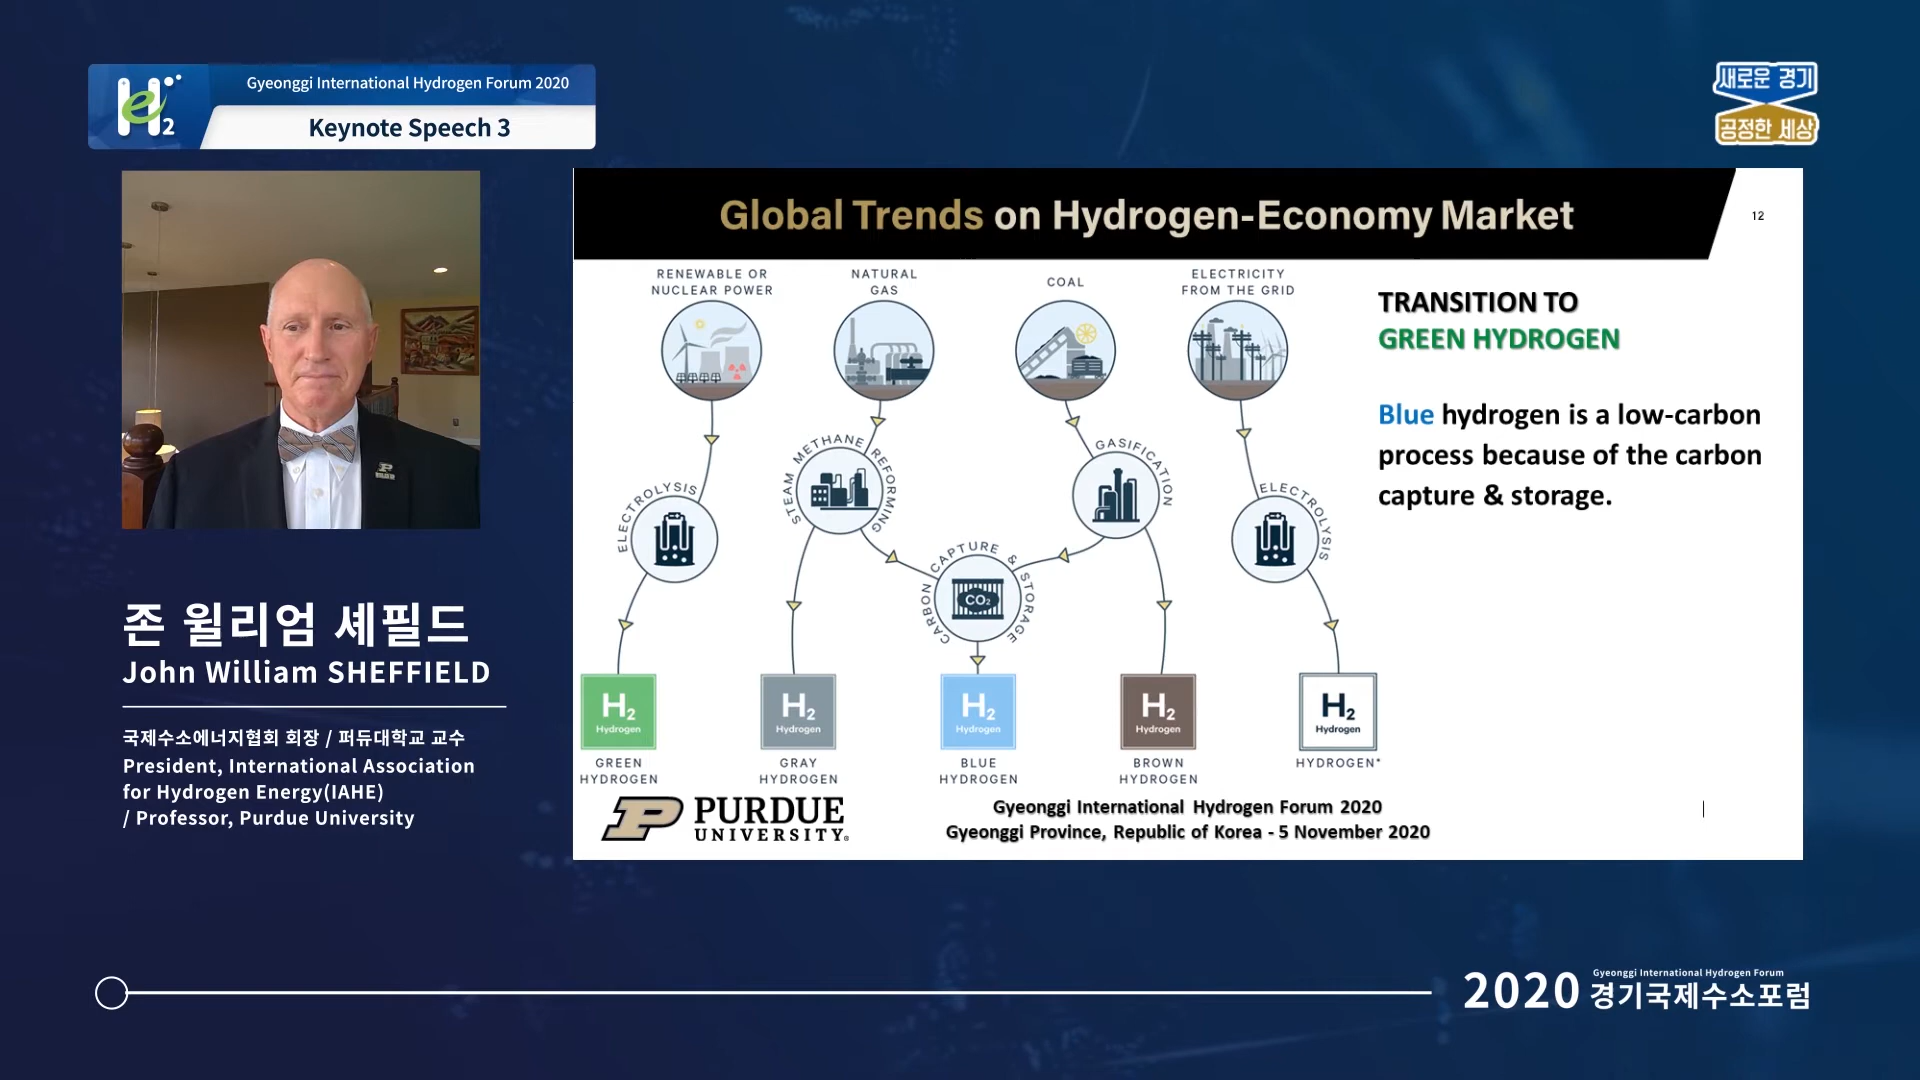 Gyeonggi International Hydrogen Forum 2020
H e 2
Keynote Speech 3
새로운 경기
공정한 세상
Global Trends on Hydrogen-Economy Market
12
RENEWABLE OR
NUCLEAR POWER
NATURAL
GAS
COAL
ELECTRICITY
FROM THE GRID
TRANSITION TO
GREEN HYDROGEN
Blue hydrogen is a low-carbon
process because of the carbon
capture & storage.
ELECTROLYSIS
STEAM METHANE REFORMING
GASIFICATION
ELECTROLYSIS
CARBON CAPTURE & STORAGE
CO₂
H₂
Hydrogen
H₂
Hydrogen
H₂
Hydrogen
H₂
Hydrogen
H₂
Hydrogen
GREEN
HYDROGEN
GRAY
HYDROGEN
BLUE
HYDROGEN
BROWN
HYDROGEN
HYDROGEN*
P PURDUE
UNIVERSITY®
Gyeonggi International Hydrogen Forum 2020
Gyeonggi Province, Republic of Korea - 5 November 2020
존 윌리엄 셰필드
John William SHEFFIELD
국제수소에너지협회 회장 / 퍼듀대학교 교수
President, International Association
for Hydrogen Energy(IAHE)
/ Professor, Purdue University
Gyeonggi International Hydrogen Forum
2020 경기국제수소포럼